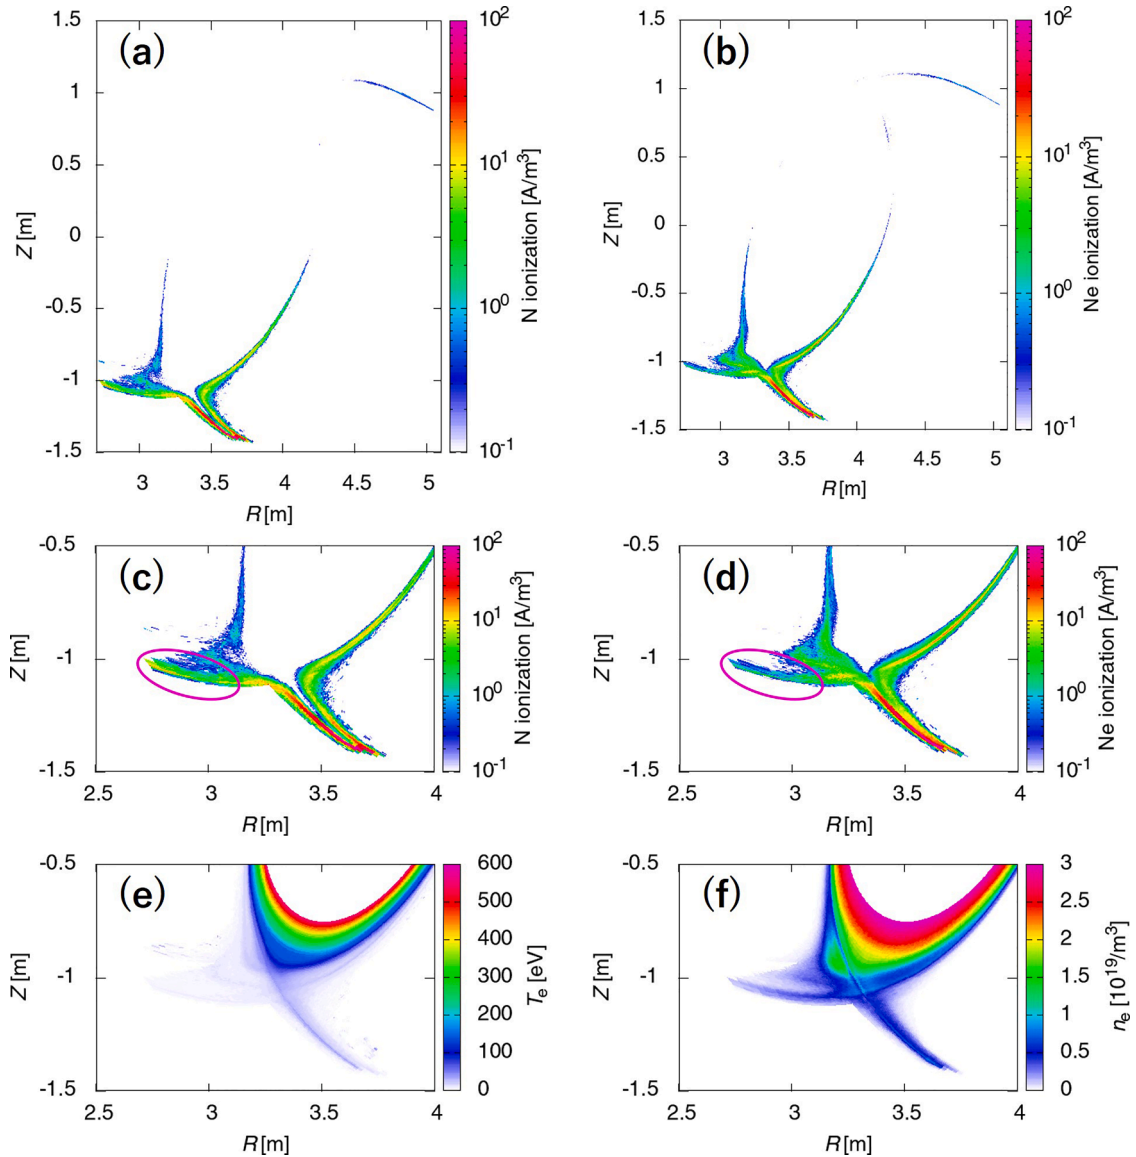 (a)
1.5
1
0.5
0
-0.5
-1
-1.5
Z [m]
3 3.5 4 4.5 5
R [m]
10²
10¹
10⁰
10⁻¹
N ionization [A/m³]
(b)
1.5
1
0.5
0
-0.5
-1
-1.5
Z [m]
3 3.5 4 4.5 5
R [m]
10²
10¹
10⁰
10⁻¹
Ne ionization [A/m³]
(c)
-0.5
-1
-1.5
Z [m]
2.5 3 3.5 4
R [m]
10²
10¹
10⁰
10⁻¹
N ionization [A/m³]
(d)
-0.5
-1
-1.5
Z [m]
2.5 3 3.5 4
R [m]
10²
10¹
10⁰
10⁻¹
Ne ionization [A/m³]
(e)
-0.5
-1
-1.5
Z [m]
2.5 3 3.5 4
R [m]
600
500
400
300
200
100
0
Te [eV]
(f)
-0.5
-1
-1.5
Z [m]
2.5 3 3.5 4
R [m]
3
2.5
2
1.5
1
0.5
0
ne [10¹⁹/m³]